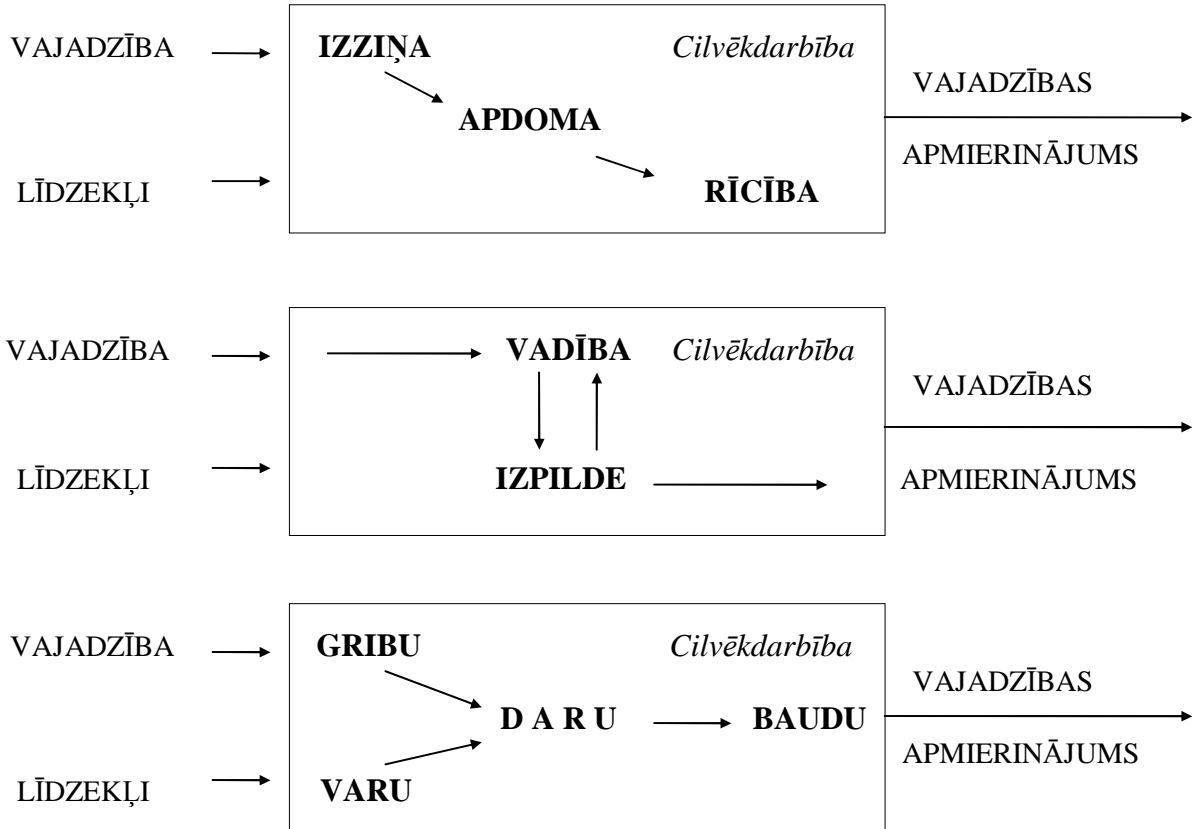 VAJADZĪBA
IZZIŅA
Cilvēkdarbība
VAJADZĪBAS
APDOMA
APMIERINĀJUMS
LĪDZEKĻI
RĪCĪBA
VAJADZĪBA
VADĪBA
Cilvēkdarbība
VAJADZĪBAS
LĪDZEKĻI
IZPILDE
APMIERINĀJUMS
VAJADZĪBA
GRIBU
Cilvēkdarbība
VAJADZĪBAS
D A R U
BAUDU
APMIERINĀJUMS
LĪDZEKĻI
VARU